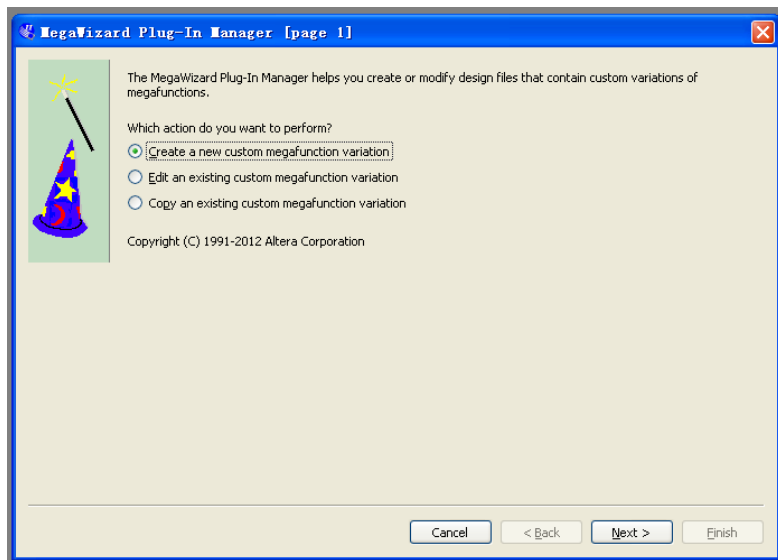 MegaWizard Plug-In Manager [page 1]
The MegaWizard Plug-In Manager helps you create or modify design files that contain custom variations of
megafunctions.
Which action do you want to perform?
Create a new custom megafunction variation
Edit an existing custom megafunction variation
Copy an existing custom megafunction variation
Copyright (C) 1991-2012 Altera Corporation
Cancel
< Back
Next >
Finish